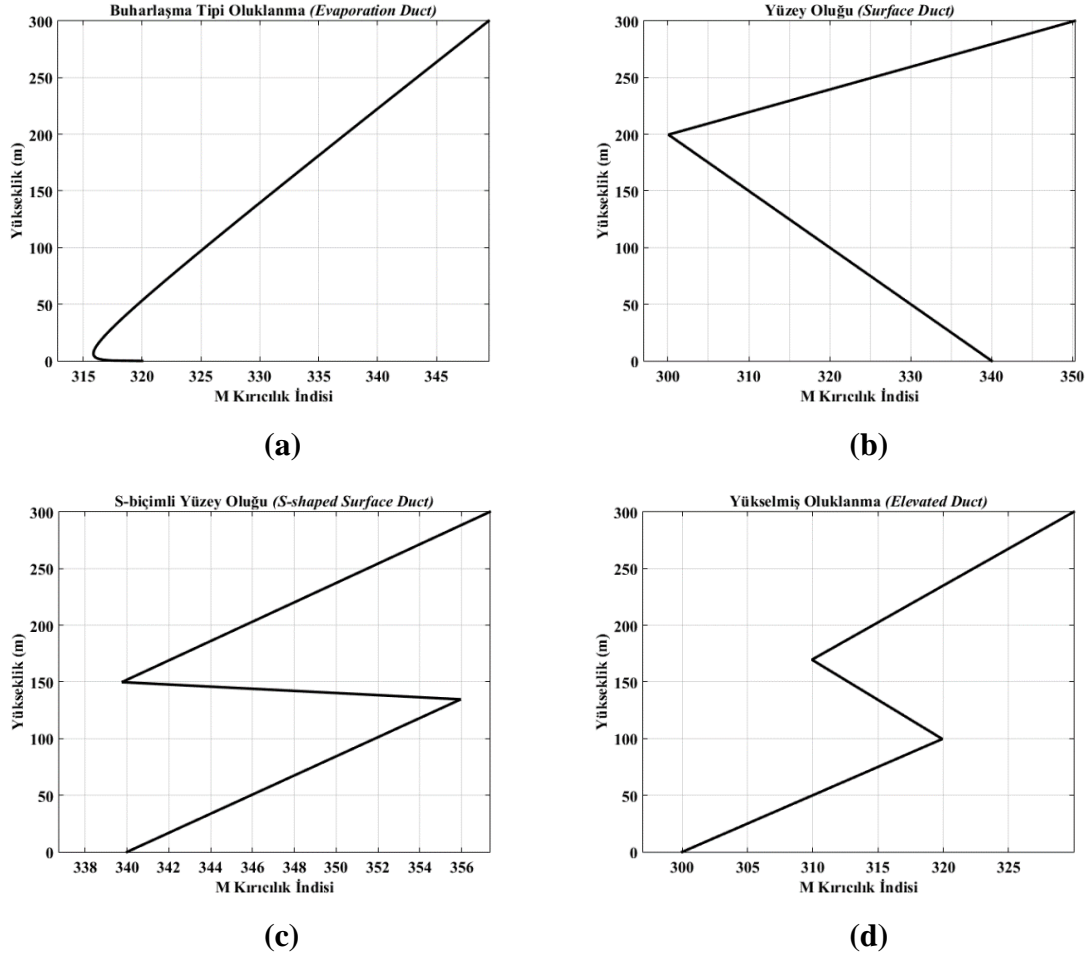 Buharlaşma Tipi Oluklanma (Evaporation Duct)
300
250
200
150
100
50
0
Yükseklik (m)
315 320 325 330 335 340 345
M Kırıcılık İndisi
(a)
Yüzey Oluğu (Surface Duct)
300
250
200
150
100
50
0
Yükseklik (m)
300 310 320 330 340 350
M Kırıcılık İndisi
(b)
S-biçimli Yüzey Oluğu (S-shaped Surface Duct)
300
250
200
150
100
50
0
Yükseklik (m)
338 340 342 344 346 348 350 352 354 356
M Kırıcılık İndisi
(c)
Yükselmiş Oluklanma (Elevated Duct)
300
250
200
150
100
50
0
Yükseklik (m)
300 305 310 315 320 325
M Kırıcılık İndisi
(d)